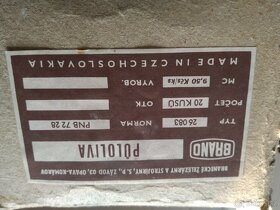 BRANO
BRANICKÉ ŽELEZÁRNY A STROJÍRNY, N. P., ZÁVOD 03, OPAVA-KOMÁROV
PŮLOLIVA
TYP 26 083 NORMA PNB 72 28
POČET 20 KUSŮ OTK
MC 9,50 Kčs/ks VÝROB.
MADE IN CZECHOSLOVAKIA